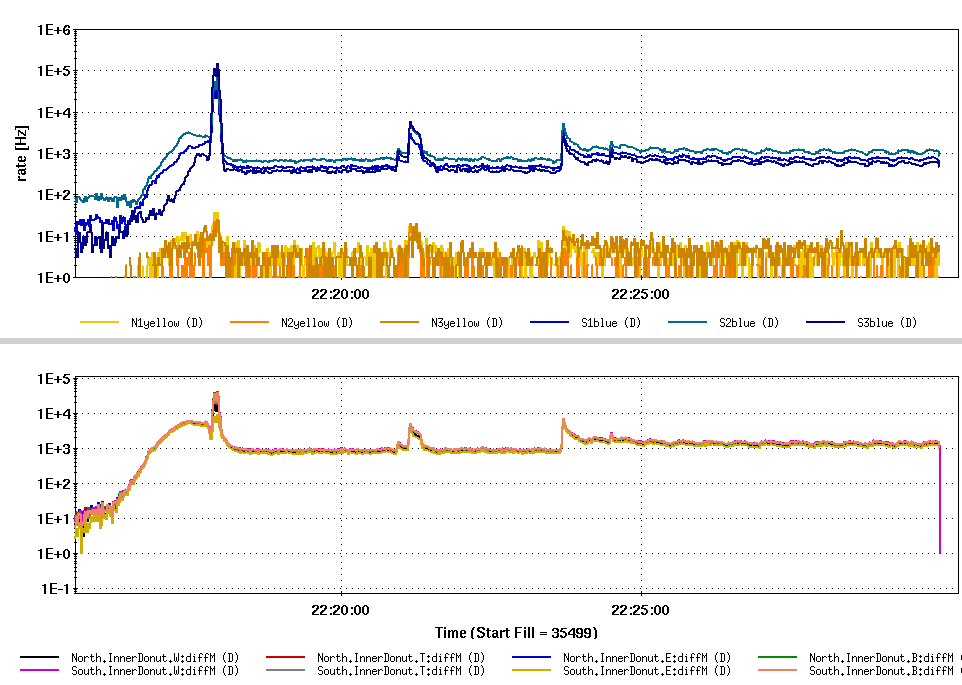 1E+6
1E+5
1E+4
1E+3
1E+2
1E+1
1E+0
rate [Hz]
22:20:00 22:25:00
N1yellow (D) N2yellow (D) N3yellow (D) S1blue (D) S2blue (D) S3blue (D)
1E+5
1E+4
1E+3
1E+2
1E+1
1E+0
1E-1
22:20:00 22:25:00
Time (Start Fill = 35499)
North.InnerDonut.W:diffM (D) North.InnerDonut.T:diffM (D) North.InnerDonut.E:diffM (D) North.InnerDonut.B:diffM (
South.InnerDonut.W:diffM (D) South.InnerDonut.T:diffM (D) South.InnerDonut.E:diffM (D) South.InnerDonut.B:diffM (